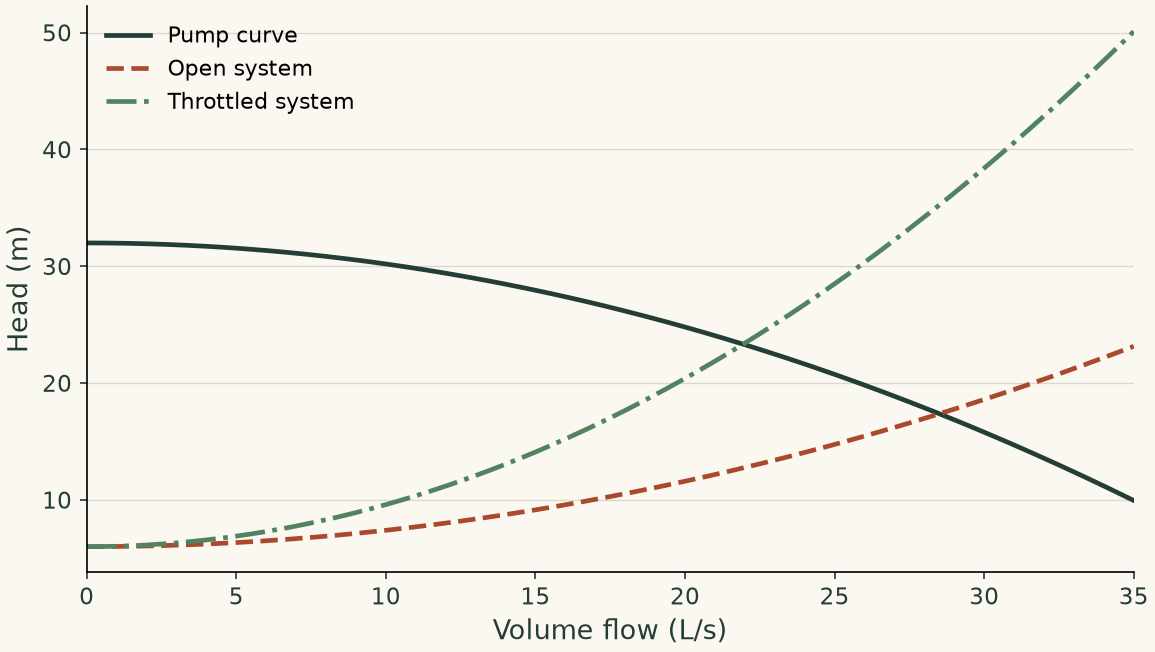 Pump curve
Open system
Throttled system
Head (m)
50
40
30
20
10
0 5 10 15 20 25 30 35
Volume flow (L/s)